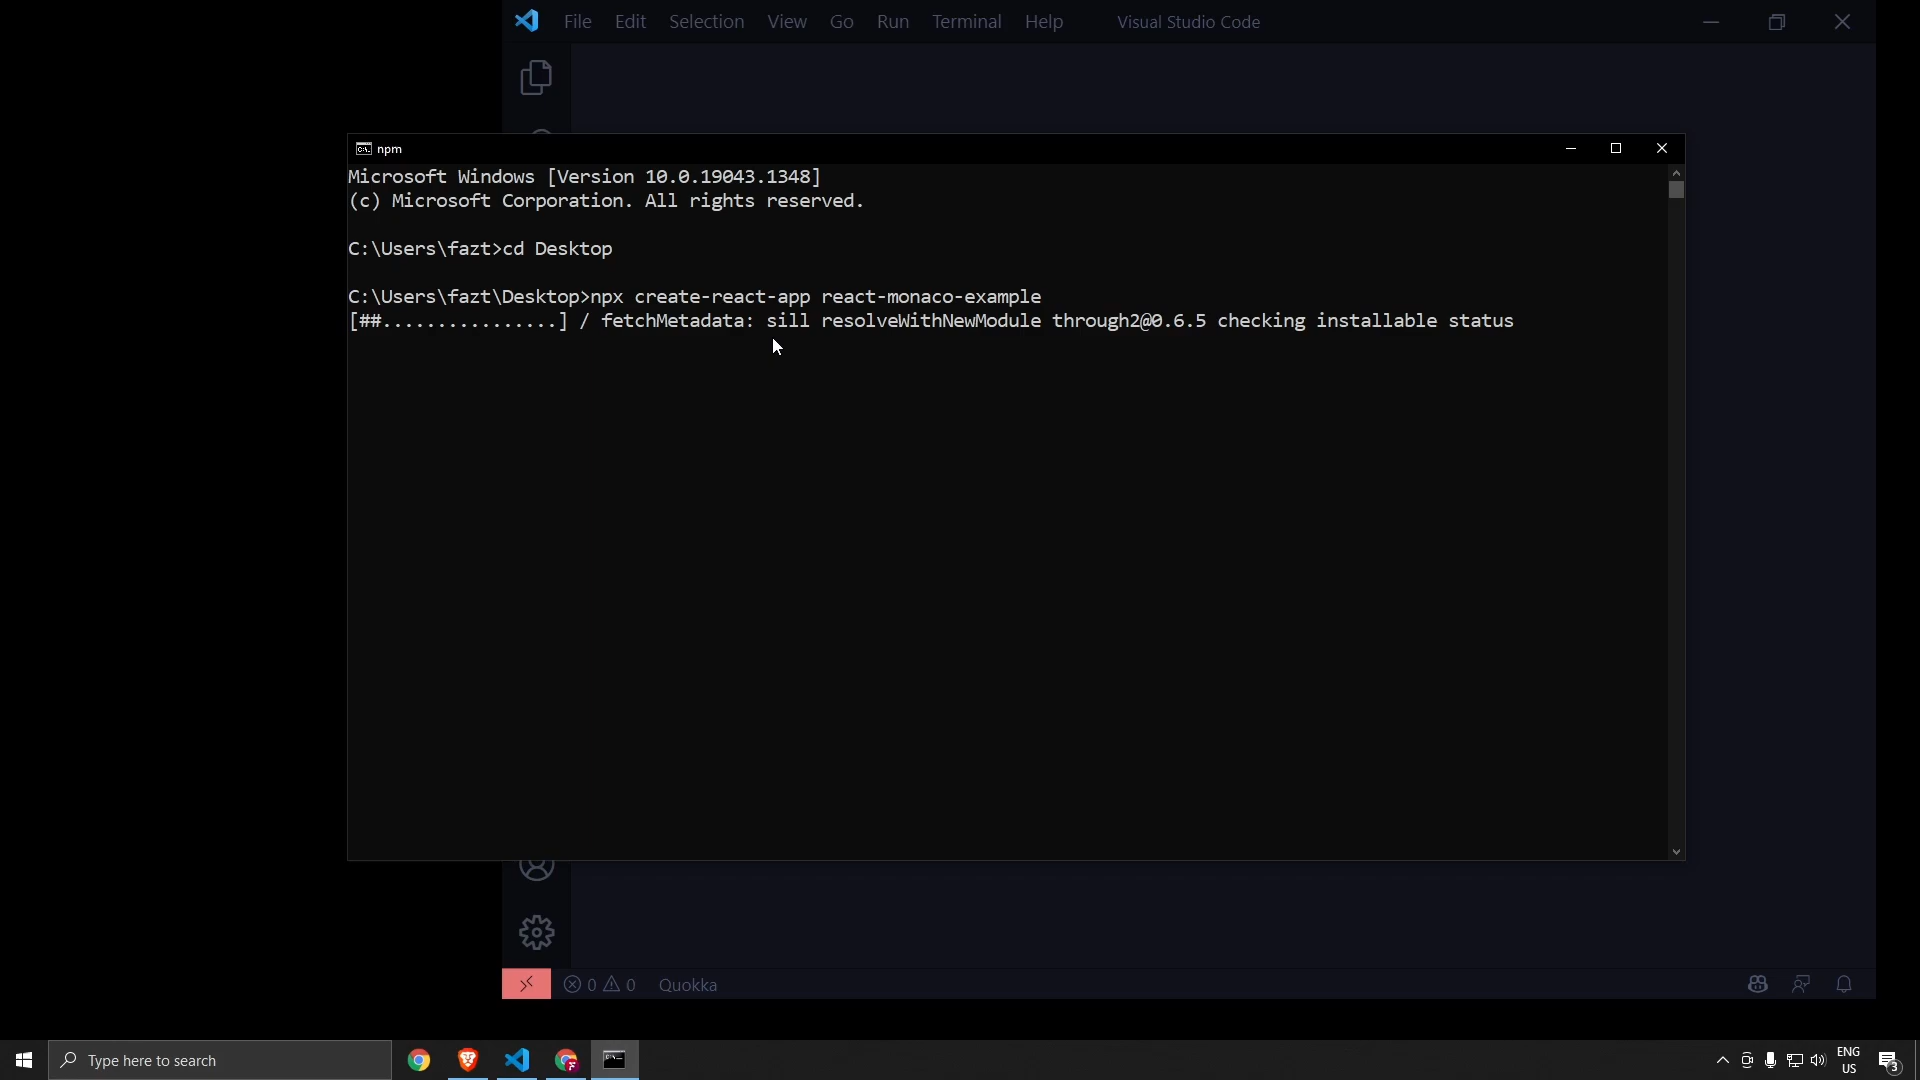 File Edit Selection View Go Run Terminal Help Visual Studio Code
npm
Microsoft Windows [Version 10.0.19043.1348]
(c) Microsoft Corporation. All rights reserved.
C:\Users\fazt>cd Desktop
C:\Users\fazt\Desktop>npx create-react-app react-monaco-example
[##................] / fetchMetadata: sill resolveWithNewModule through2@0.6.5 checking installable status
0 0 Quokka
Type here to search
ENG
US
3